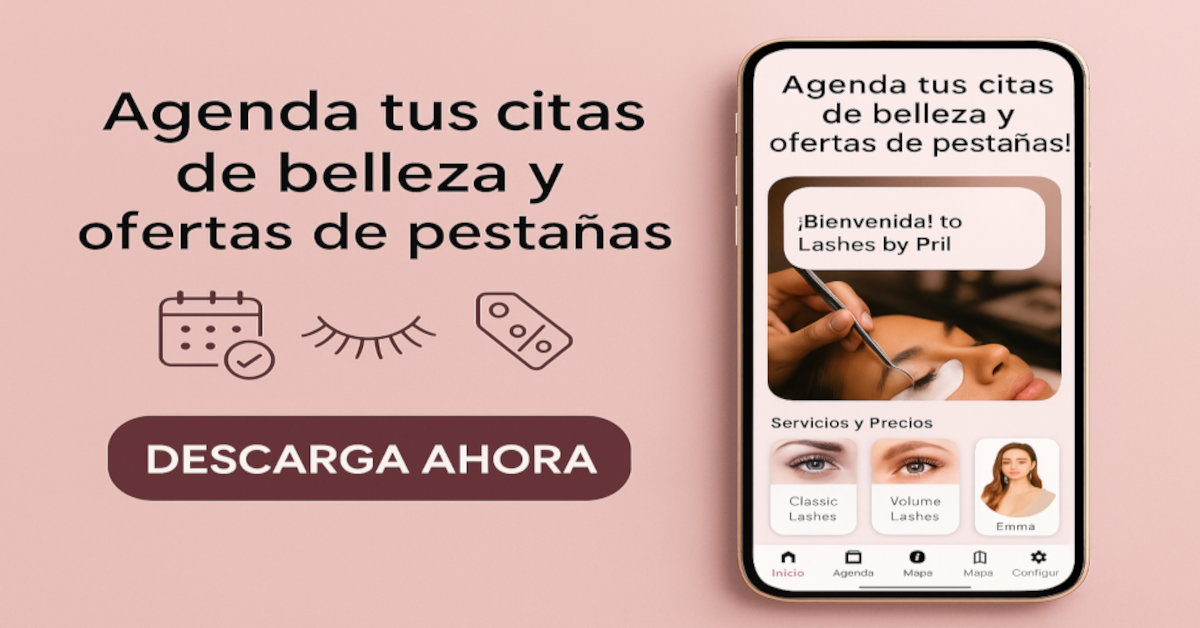 Agenda tus citas
de belleza y
ofertas de pestañas
DESCARGA AHORA
Agenda tus citas
de belleza y
ofertas de pestañas!
¡Bienvenida! to
Lashes by Pril
Servicios y Precios
Classic
Lashes
Volume
Lashes
Emma
Inicio
Agenda
Mapa
Mapa
Configur